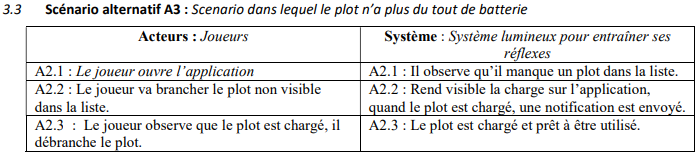 3.3 Scénario alternatif A3 : Scenario dans lequel le plot n'a plus du tout de batterie
Acteurs : Joueurs
Système : Système lumineux pour entraîner ses
réflexes
A2.1 : Le joueur ouvre l'application
A2.1 : Il observe qu'il manque un plot dans la liste.
A2.2 : Le joueur va brancher le plot non visible
dans la liste.
A2.2 : Rend visible la charge sur l'application,
quand le plot est chargé, une notification est envoyé.
A2.3 : Le joueur observe que le plot est chargé, il
débranche le plot.
A2.3 : Le plot est chargé et prêt à être utilisé.